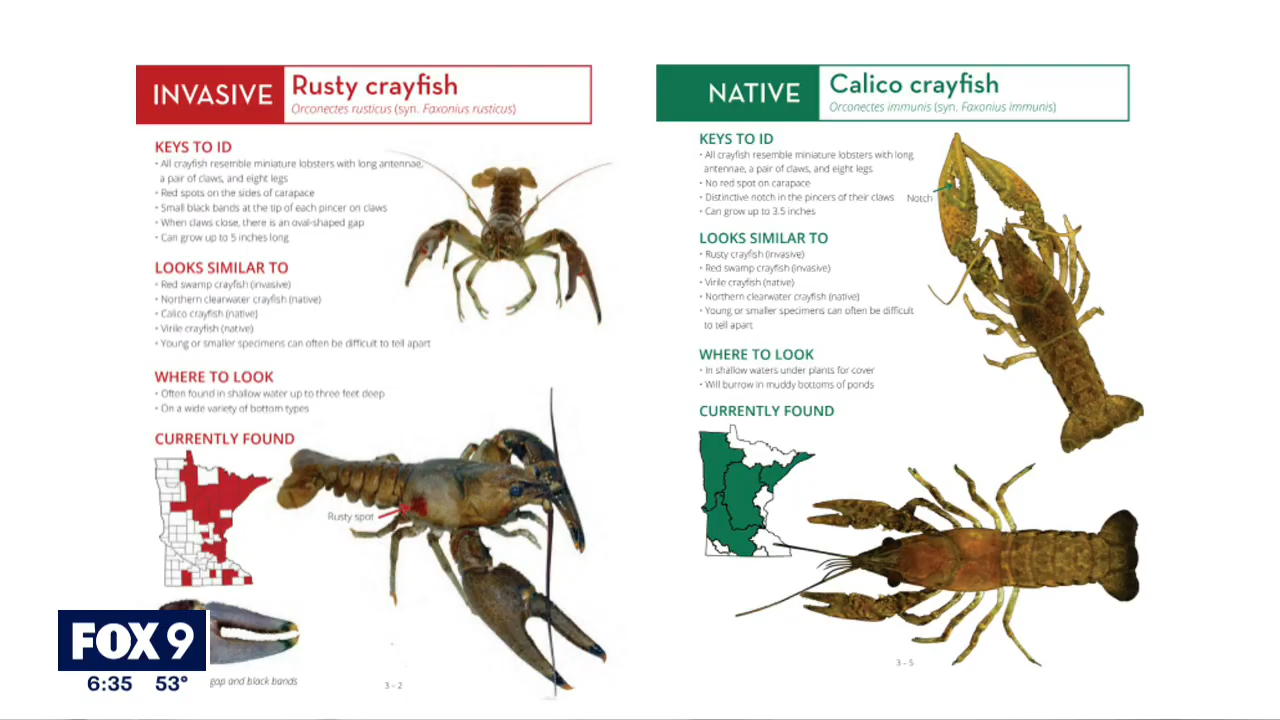 INVASIVE
Rusty crayfish
Orconectes rusticus (syn. Faxonius rusticus)
KEYS TO ID
• All crayfish resemble miniature lobsters with long antennae,
a pair of claws, and eight legs
• Red spots on the sides of carapace
• Small black bands at the tip of each pincer on claws
• When claws close, there is an oval-shaped gap
• Can grow up to 5 inches long
LOOKS SIMILAR TO
• Red swamp crayfish (invasive)
• Northern clearwater crayfish (native)
• Calico crayfish (native)
• Virile crayfish (native)
• Young or smaller specimens can often be difficult to tell apart
WHERE TO LOOK
• Often found in shallow water up to three feet deep
• On a wide variety of bottom types
CURRENTLY FOUND
Rusty spot
gap and black bands
3 – 2
NATIVE
Calico crayfish
Orconectes immunis (syn. Faxonius immunis)
KEYS TO ID
• All crayfish resemble miniature lobsters with long
antennae, a pair of claws, and eight legs
• No red spot on carapace
• Distinctive notch in the pincers of their claws
• Can grow up to 3.5 inches
Notch
LOOKS SIMILAR TO
• Rusty crayfish (invasive)
• Red swamp crayfish (invasive)
• Virile crayfish (native)
• Northern clearwater crayfish (native)
• Young or smaller specimens can often be difficult
to tell apart
WHERE TO LOOK
• In shallow waters under plants for cover
• Will burrow in muddy bottoms of ponds
CURRENTLY FOUND
3 – 5
FOX 9
6:35 53°